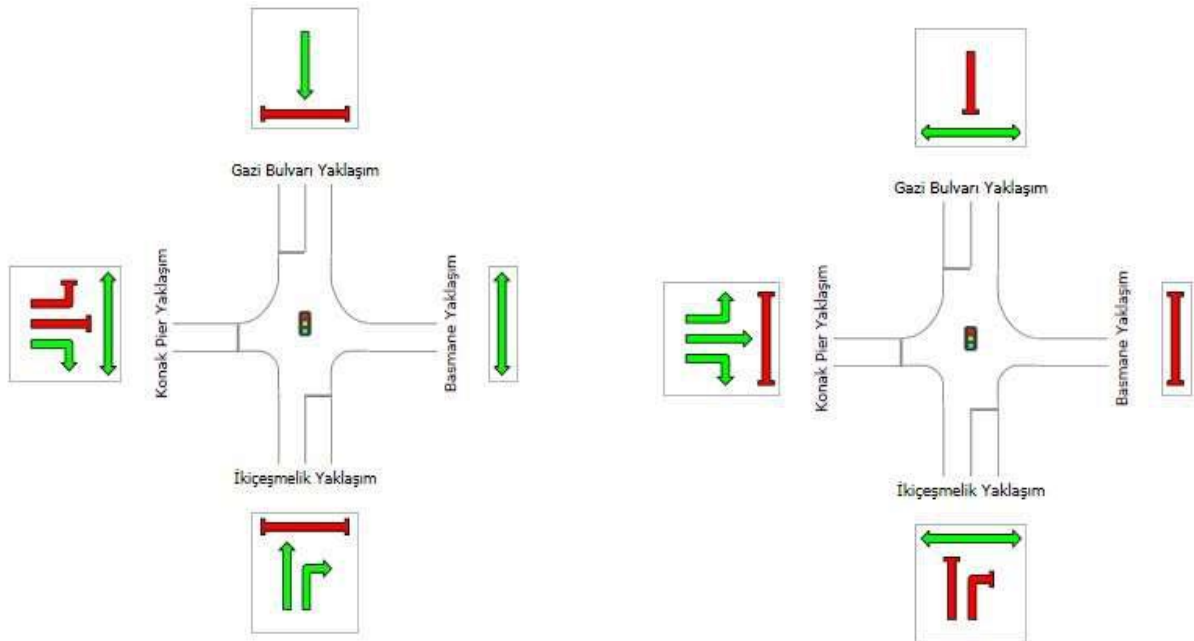 Gazi Bulvarı Yaklaşım
Konak Pier Yaklaşım
Basmane Yaklaşım
İkiçeşmelik Yaklaşım
Gazi Bulvarı Yaklaşım
Konak Pier Yaklaşım
Basmane Yaklaşım
İkiçeşmelik Yaklaşım